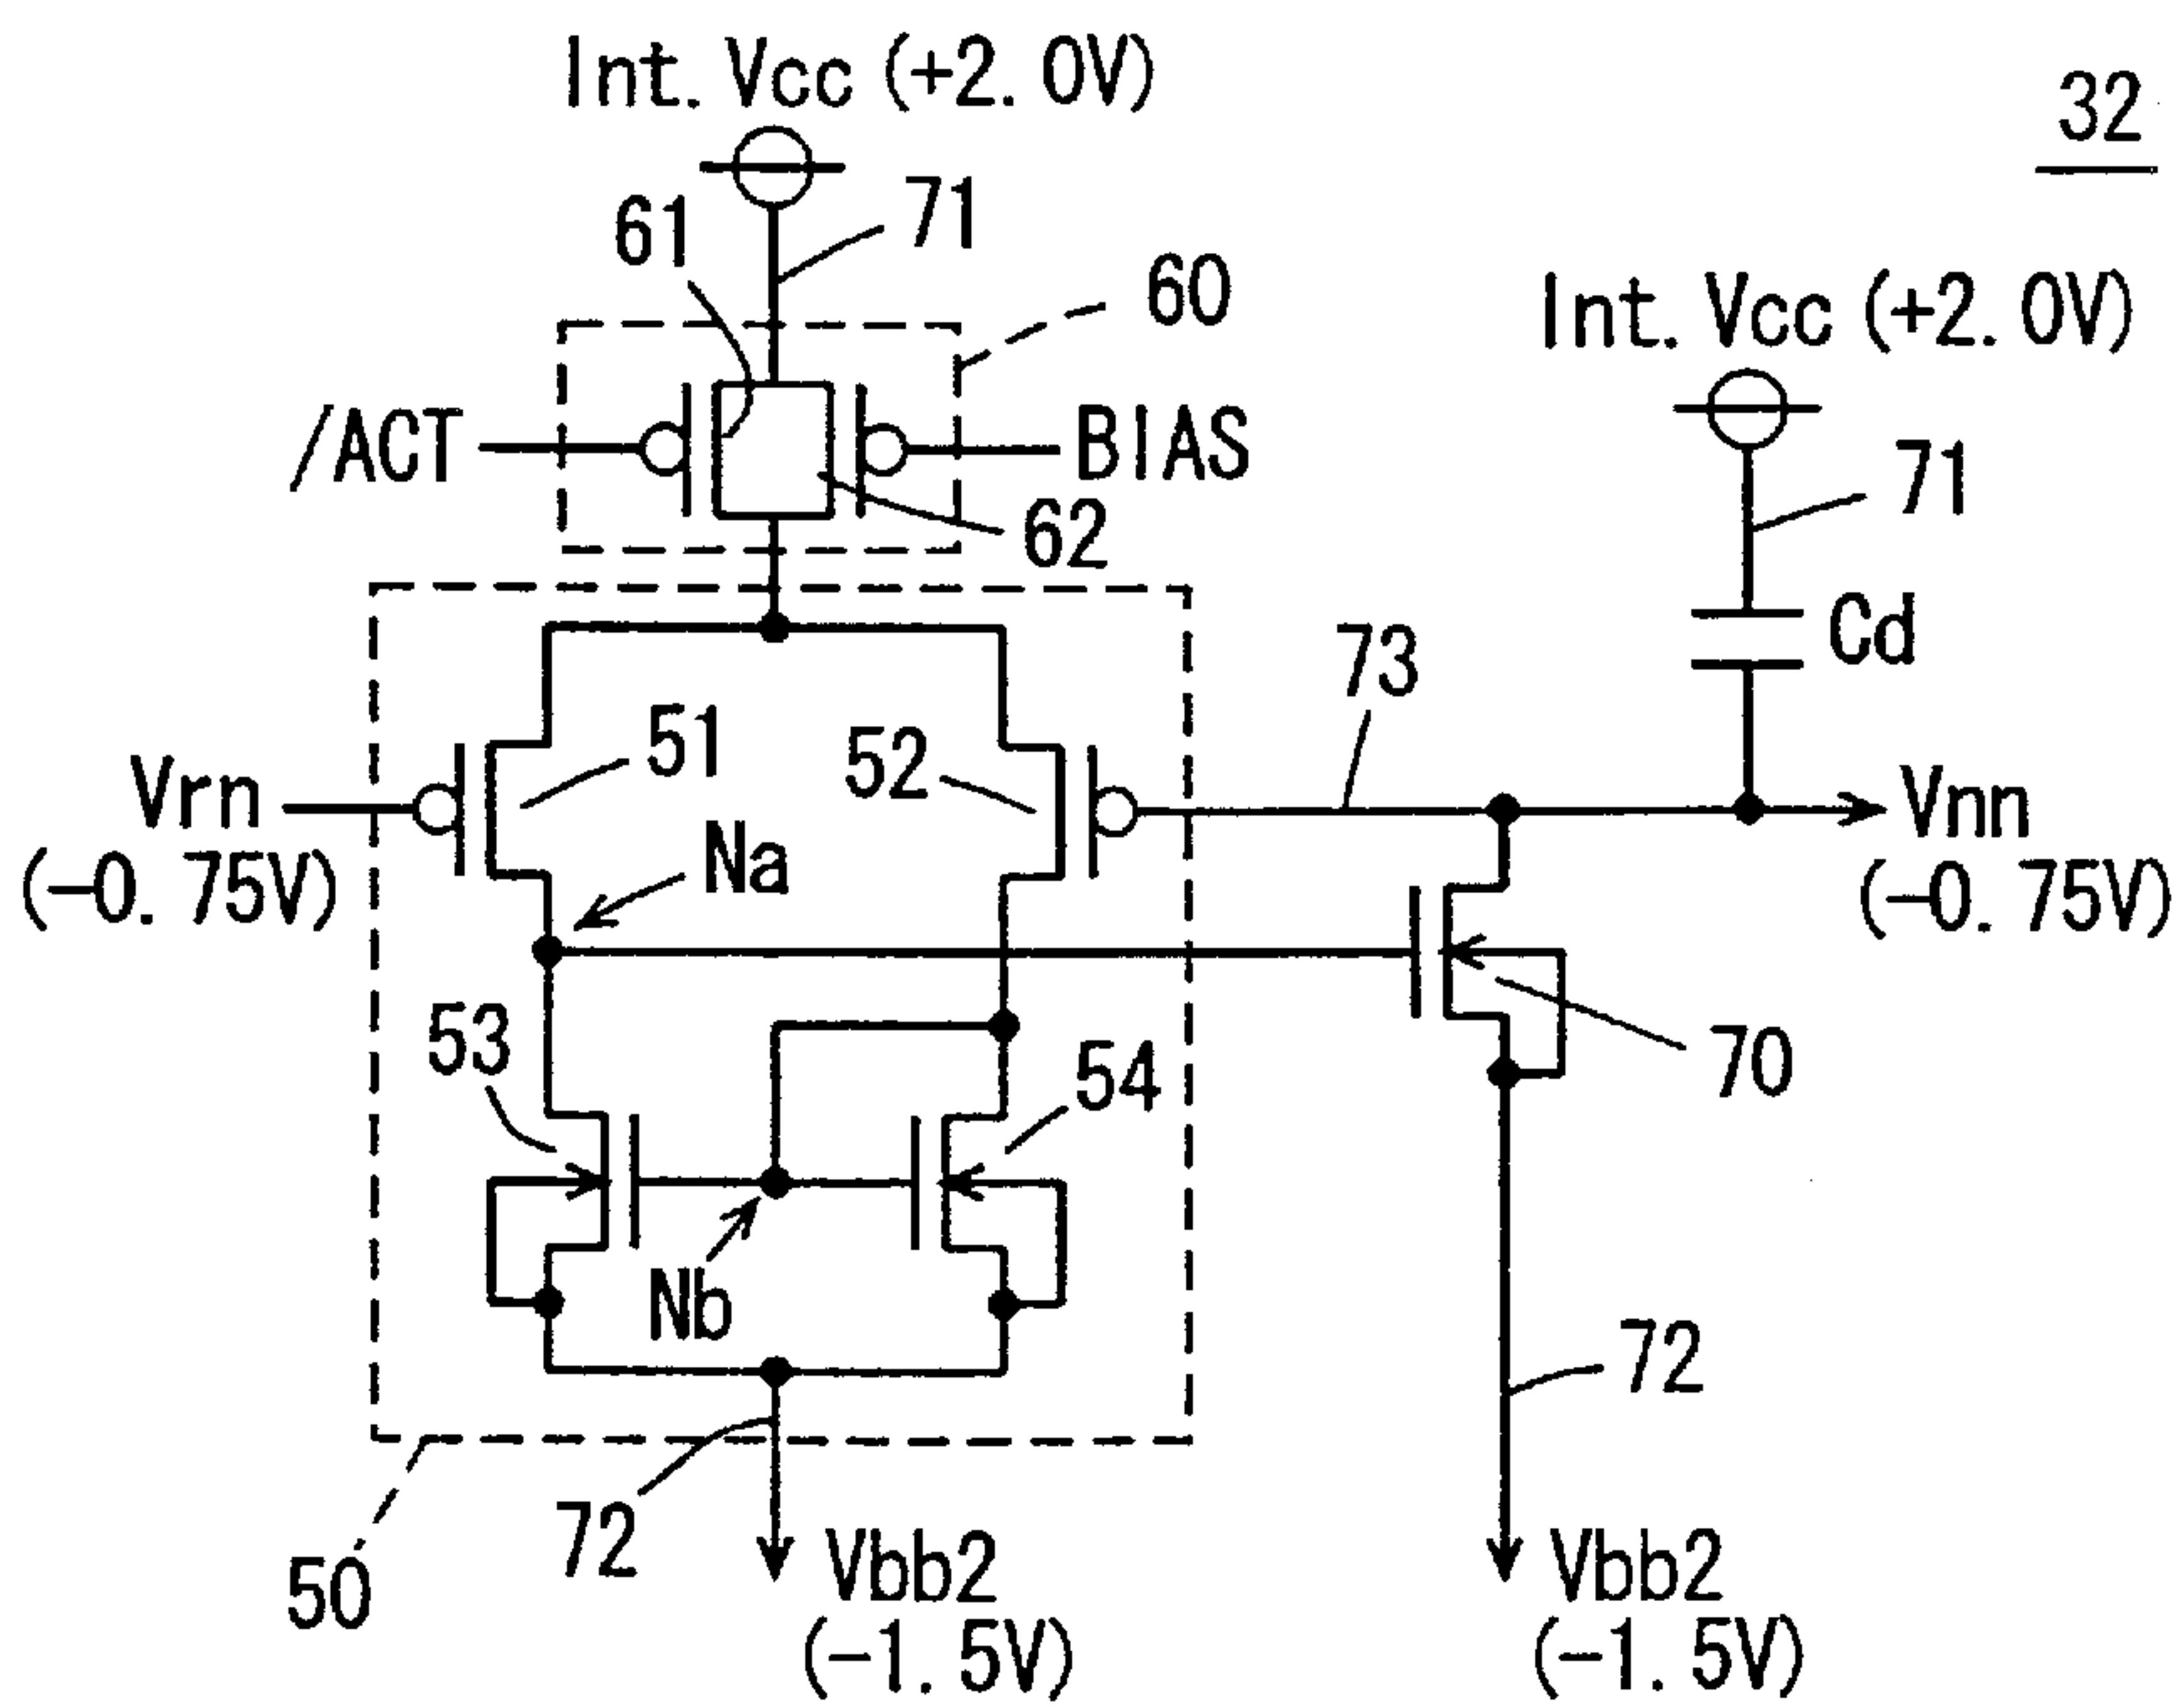 Int. Vcc (+2. 0V)
32
61
71
60
Int. Vcc (+2. 0V)
/ACT
BIAS
71
62
Cd
73
51
52
Vrn
(-0. 75V)
Na
Vnn
(-0. 75V)
53
54
70
Nb
72
72
50
Vbb2
(-1. 5V)
Vbb2
(-1. 5V)